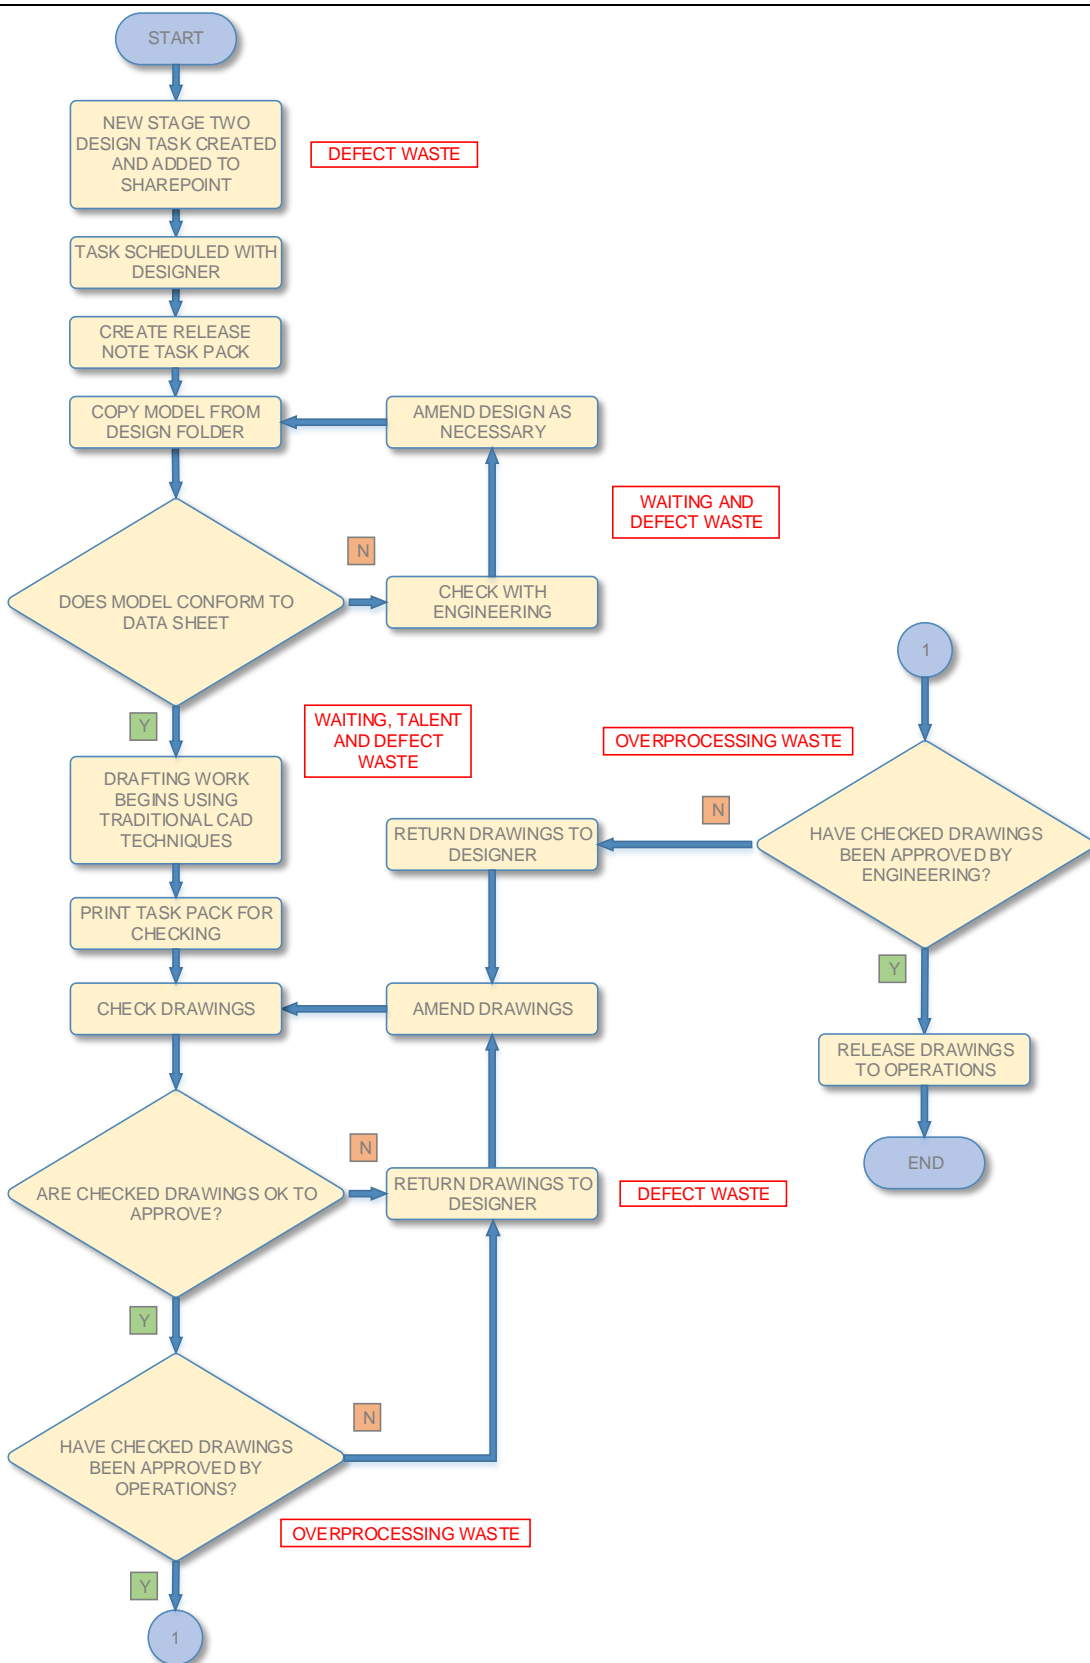 START
NEW STAGE TWO
DESIGN TASK CREATED
AND ADDED TO
SHAREPOINT
DEFECT WASTE
TASK SCHEDULED WITH
DESIGNER
CREATE RELEASE
NOTE TASK PACK
COPY MODEL FROM
DESIGN FOLDER
AMEND DESIGN AS
NECESSARY
WAITING AND
DEFECT WASTE
N
DOES MODEL CONFORM TO
DATA SHEET
CHECK WITH
ENGINEERING
Y
WAITING, TALENT
AND DEFECT
WASTE
DRAFTING WORK
BEGINS USING
TRADITIONAL CAD
TECHNIQUES
PRINT TASK PACK FOR
CHECKING
CHECK DRAWINGS
AMEND DRAWINGS
RETURN DRAWINGS TO
DESIGNER
N
ARE CHECKED DRAWINGS OK TO
APPROVE?
RETURN DRAWINGS TO
DESIGNER
DEFECT WASTE
Y
N
HAVE CHECKED DRAWINGS
BEEN APPROVED BY
OPERATIONS?
OVERPROCESSING WASTE
Y
1
1
OVERPROCESSING WASTE
N
HAVE CHECKED DRAWINGS
BEEN APPROVED BY
ENGINEERING?
Y
RELEASE DRAWINGS
TO OPERATIONS
END